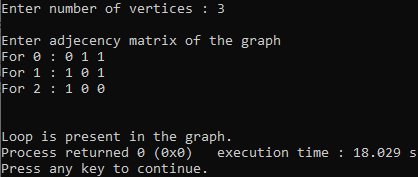 Enter number of vertices : 3
Enter adjecency matrix of the graph
For 0 : 0 1 1
For 1 : 1 0 1
For 2 : 1 0 0
Loop is present in the graph.
Process returned 0 (0x0)   execution time : 18.029 s
Press any key to continue.